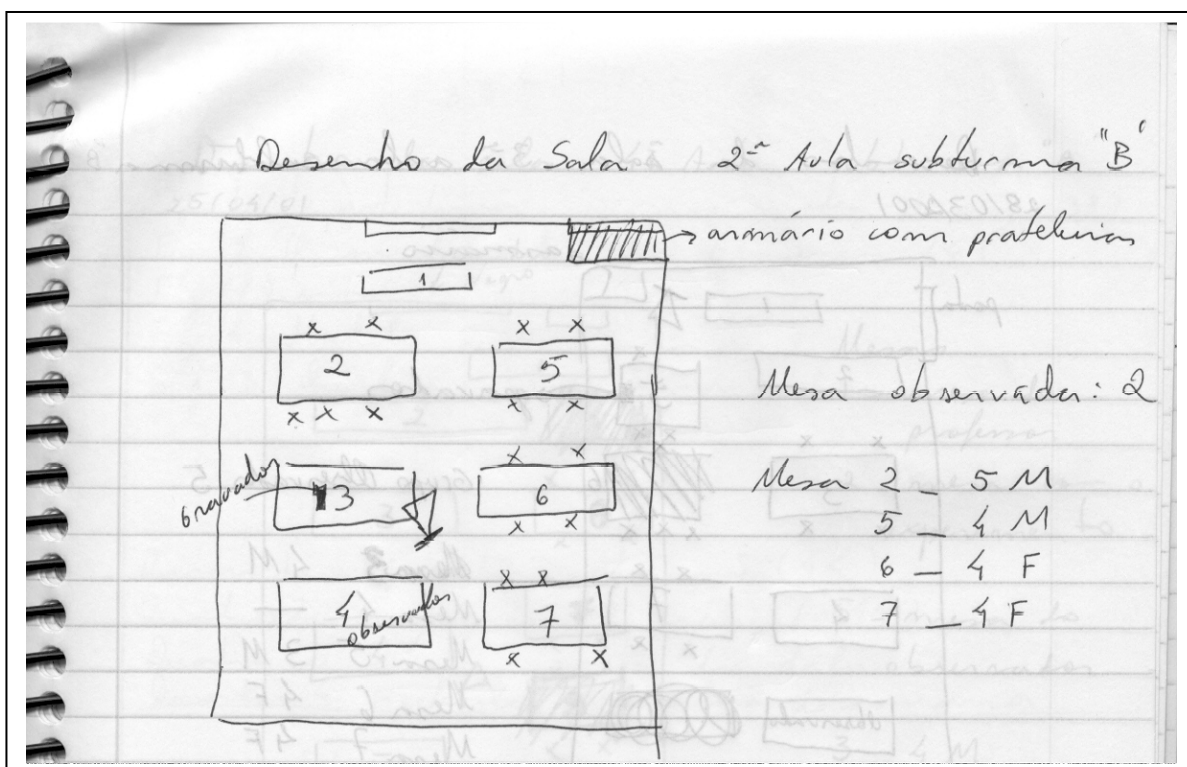 Desenho da Sala 2ª Aula subturma "B"
→ armário com prateleiras
1
x x x x
2 5
x x x x x
Mesa observada: 2
x x
gravador 3 6
x x
Mesa 2 _ 5 M
5 _ 4 M
6 _ 4 F
7 _ 4 F
x x
4 observador 7
x x